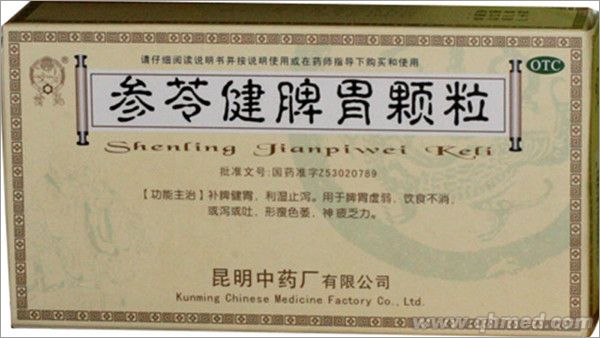 请仔细阅读说明书并按说明使用或在药师指导下购买和使用
OTC
参苓健脾胃颗粒
Shenling Jianpiwei Keli
批准文号:国药准字Z53020789
【功能主治】补脾健胃，利湿止泻。用于脾胃虚弱，饮食不消，
或泻或吐，形瘦色萎，神疲乏力。
昆明中药厂有限公司
Kunming Chinese Medicine Factory Co., Ltd.
www.qhmed.com